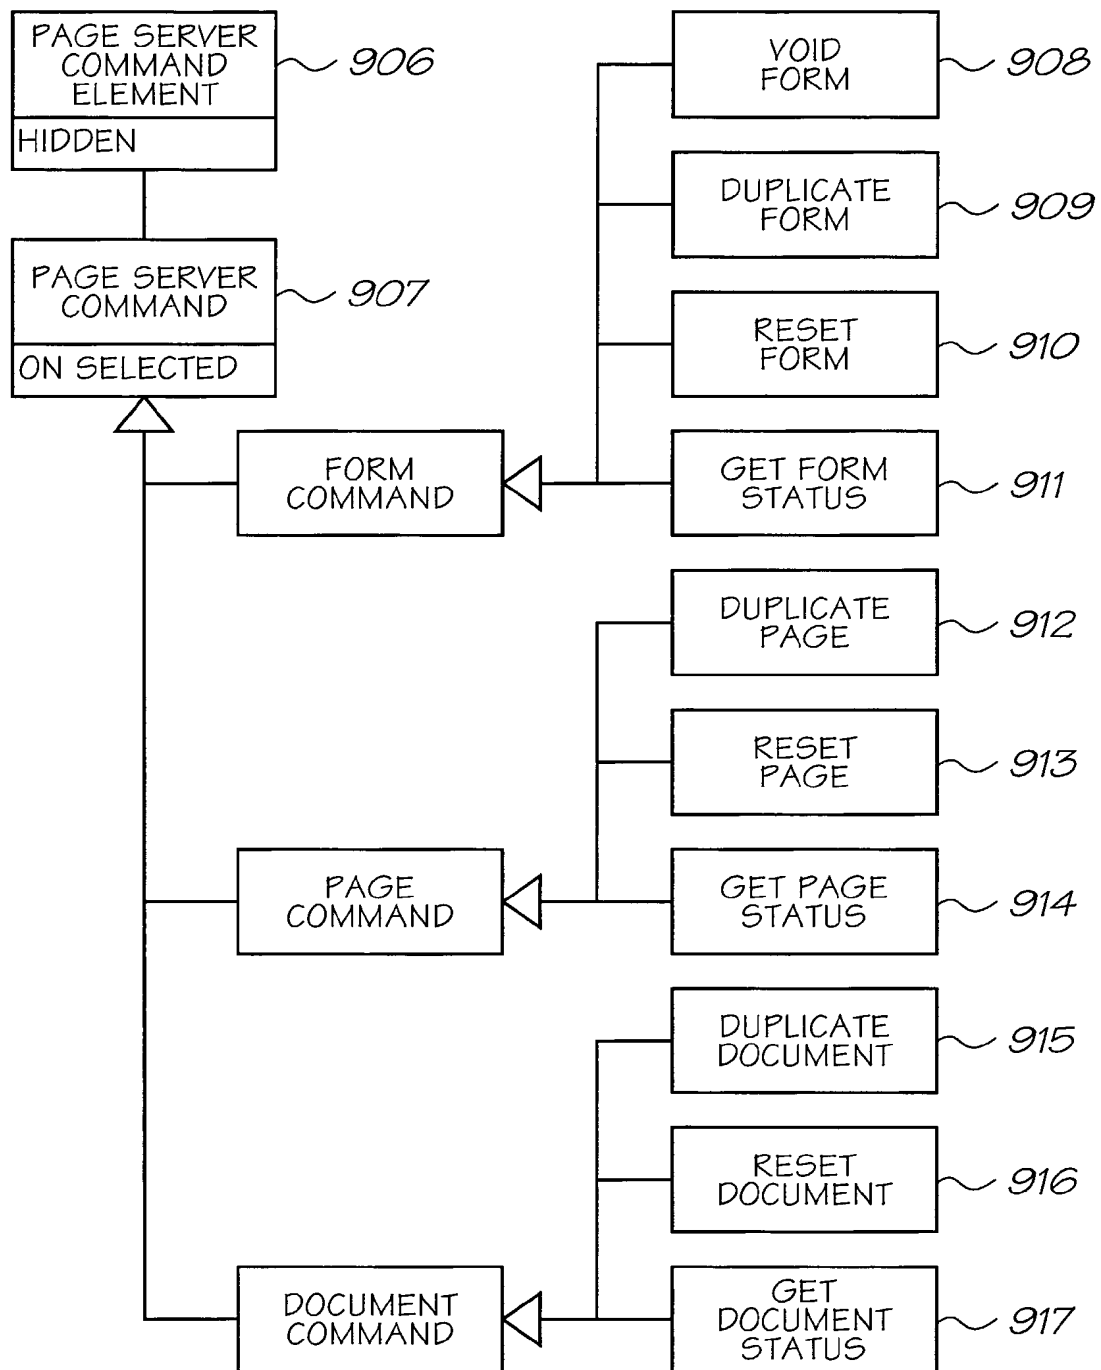 PAGE SERVER
COMMAND
ELEMENT
906
HIDDEN
PAGE SERVER
COMMAND
907
ON SELECTED
FORM
COMMAND
VOID
FORM
908
DUPLICATE
FORM
909
RESET
FORM
910
GET FORM
STATUS
911
PAGE
COMMAND
DUPLICATE
PAGE
912
RESET
PAGE
913
GET PAGE
STATUS
914
DOCUMENT
COMMAND
DUPLICATE
DOCUMENT
915
RESET
DOCUMENT
916
GET
DOCUMENT
STATUS
917